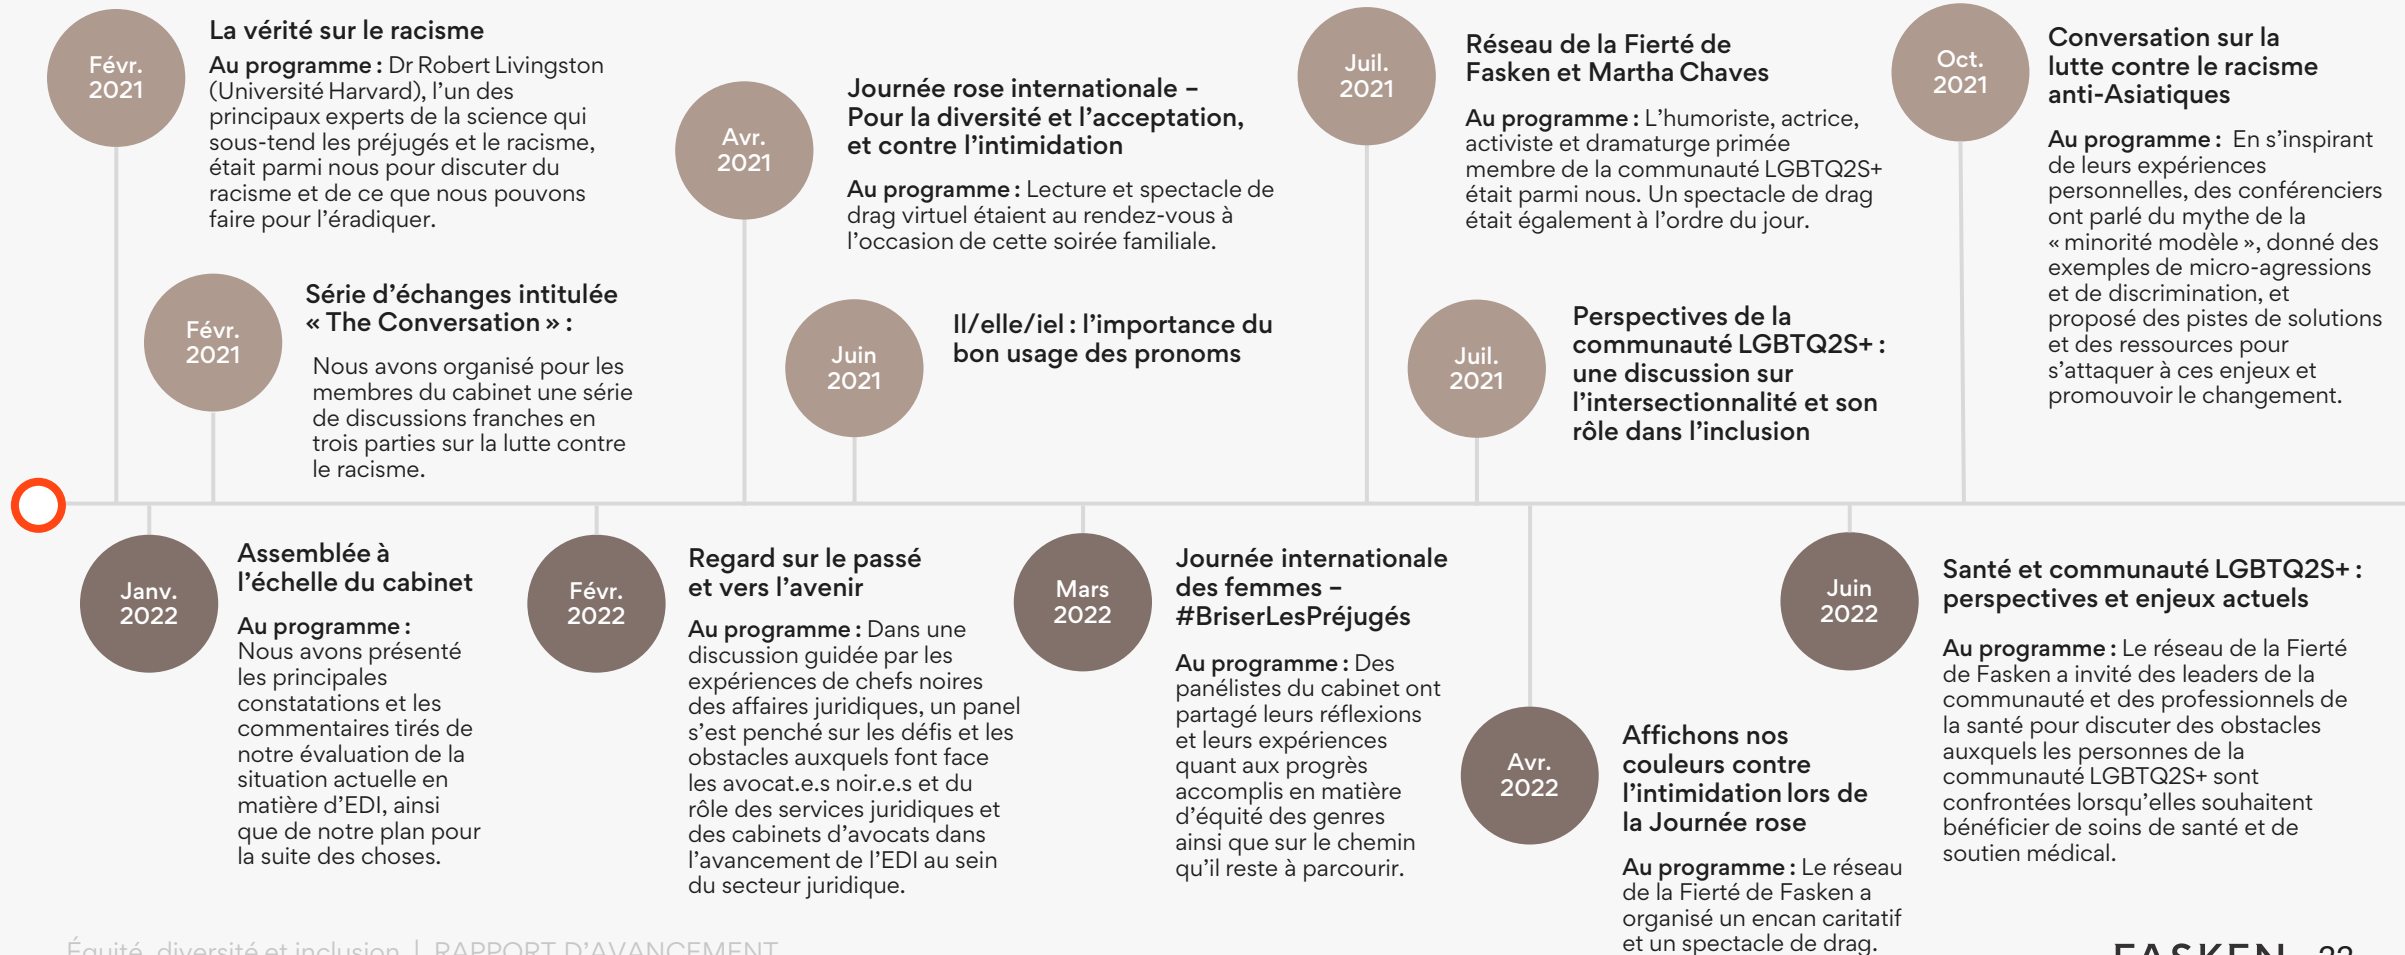 Févr.
2021
La vérité sur le racisme
Au programme : Dr Robert Livingston
(Université Harvard), l’un des
principaux experts de la science qui
sous-tend les préjugés et le racisme,
était parmi nous pour discuter du
racisme et de ce que nous pouvons
faire pour l’éradiquer.
Févr.
2021
Série d’échanges intitulée
« The Conversation » :
Nous avons organisé pour les
membres du cabinet une série
de discussions franches en
trois parties sur la lutte contre
le racisme.
Avr.
2021
Journée rose internationale –
Pour la diversité et l’acceptation,
et contre l’intimidation
Au programme : Lecture et spectacle de
drag virtuel étaient au rendez-vous à
l’occasion de cette soirée familiale.
Juin
2021
Il/elle/iel : l’importance du
bon usage des pronoms
Juil.
2021
Réseau de la Fierté de
Fasken et Martha Chaves
Au programme : L’humoriste, actrice,
activiste et dramaturge primée
membre de la communauté LGBTQ2S+
était parmi nous. Un spectacle de drag
était également à l’ordre du jour.
Juil.
2021
Perspectives de la
communauté LGBTQ2S+ :
une discussion sur
l’intersectionnalité et son
rôle dans l’inclusion
Oct.
2021
Conversation sur la
lutte contre le racisme
anti-Asiatiques
Au programme : En s’inspirant
de leurs expériences
personnelles, des conférenciers
ont parlé du mythe de la
« minorité modèle », donné des
exemples de micro-agressions
et de discrimination, et
proposé des pistes de solutions
et des ressources pour
s’attaquer à ces enjeux et
promouvoir le changement.
Janv.
2022
Assemblée à
l’échelle du cabinet
Au programme :
Nous avons présenté
les principales
constatations et les
commentaires tirés de
notre évaluation de la
situation actuelle en
matière d’EDI, ainsi
que de notre plan pour
la suite des choses.
Févr.
2022
Regard sur le passé
et vers l’avenir
Au programme : Dans une
discussion guidée par les
expériences de chefs noires
des affaires juridiques, un panel
s’est penché sur les défis et les
obstacles auxquels font face
les avocat.e.s noir.e.s et du
rôle des services juridiques et
des cabinets d’avocats dans
l’avancement de l’EDI au sein
du secteur juridique.
Mars
2022
Journée internationale
des femmes –
#BriserLesPréjugés
Au programme : Des
panélistes du cabinet ont
partagé leurs réflexions
et leurs expériences
quant aux progrès
accomplis en matière
d’équité des genres
ainsi que sur le chemin
qu’il reste à parcourir.
Avr.
2022
Affichons nos
couleurs contre
l’intimidation lors de
la Journée rose
Au programme : Le réseau
de la Fierté de Fasken a
organisé un encan caritatif
et un spectacle de drag.
Juin
2022
Santé et communauté LGBTQ2S+ :
perspectives et enjeux actuels
Au programme : Le réseau de la Fierté
de Fasken a invité des leaders de la
communauté et des professionnels de
la santé pour discuter des obstacles
auxquels les personnes de la
communauté LGBTQ2S+ sont
confrontées lorsqu’elles souhaitent
bénéficier de soins de santé et de
soutien médical.
Équité, diversité et inclusion | RAPPORT D’AVANCEMENT
FASKEN